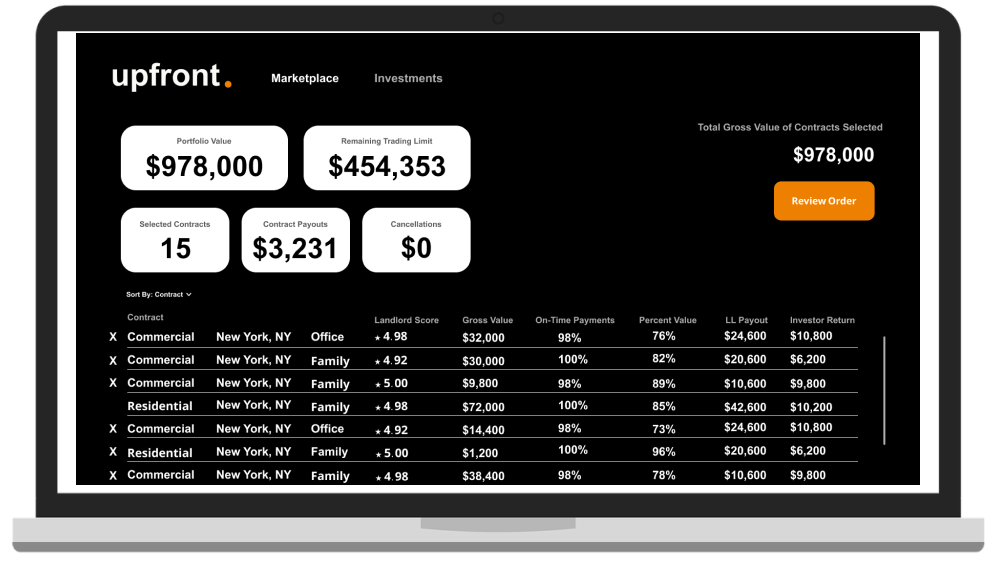 upfront.
Marketplace Investments
Total Gross Value of Contracts Selected
$978,000
Review Order
Portfolio Value
$978,000
Remaining Trading Limit
$454,353
Selected Contracts
15
Contract Payouts
$3,231
Cancellations
$0
Sort By: Contract
Contract Landlord Score Gross Value On-Time Payments Percent Value LL Payout Investor Return
X Commercial New York, NY Office ★ 4.98 $32,000 98% 76% $24,600 $10,800
X Commercial New York, NY Family ★ 4.92 $30,000 100% 82% $20,600 $6,200
X Commercial New York, NY Family ★ 5.00 $9,800 98% 89% $10,600 $9,800
Residential New York, NY Family ★ 4.98 $72,000 100% 85% $42,600 $10,200
X Commercial New York, NY Office ★ 4.92 $14,400 98% 73% $24,600 $10,800
X Residential New York, NY Family ★ 5.00 $1,200 100% 96% $20,600 $6,200
X Commercial New York, NY Family ★ 4.98 $38,400 98% 78% $10,600 $9,800